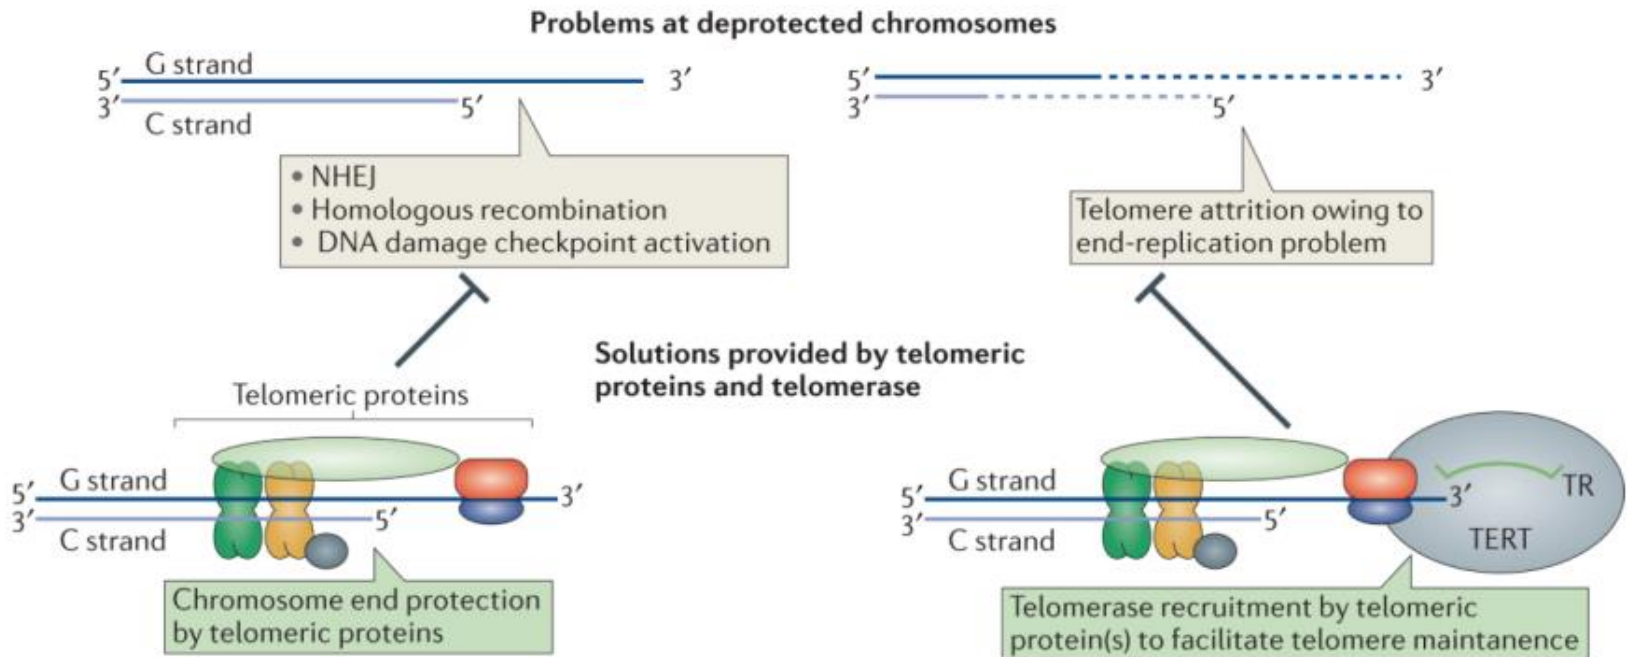 Problems at deprotected chromosomes
5′ G strand 3′
3′ 5′
C strand
• NHEJ
• Homologous recombination
• DNA damage checkpoint activation
5′ 3′
3′ 5′
Telomere attrition owing to
end-replication problem
Solutions provided by telomeric
proteins and telomerase
Telomeric proteins
5′ G strand 3′
3′ 5′
C strand
Chromosome end protection
by telomeric proteins
5′ G strand 3′
3′ 5′
C strand
TR
TERT
Telomerase recruitment by telomeric
protein(s) to facilitate telomere maintanence